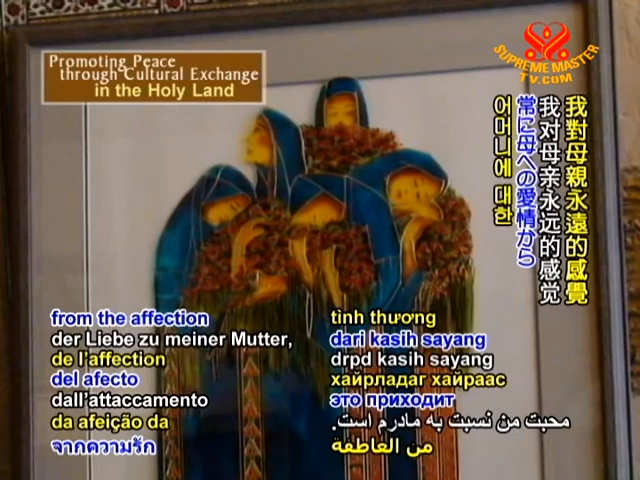 Promoting Peace
through Cultural Exchange
in the Holy Land
SUPREME MASTER
TV.COM
我對母親永遠的感覺
我对母亲永远的感觉
常に母への愛情から
어머니에 대한
from the affection
der Liebe zu meiner Mutter,
de l'affection
del afecto
dall'attaccamento
da afeição da
จากความรัก
tình thương
dari kasih sayang
drpd kasih sayang
хайрладаг хайраас
это приходит
محبت من نسبت به مادرم است.
من العاطفة